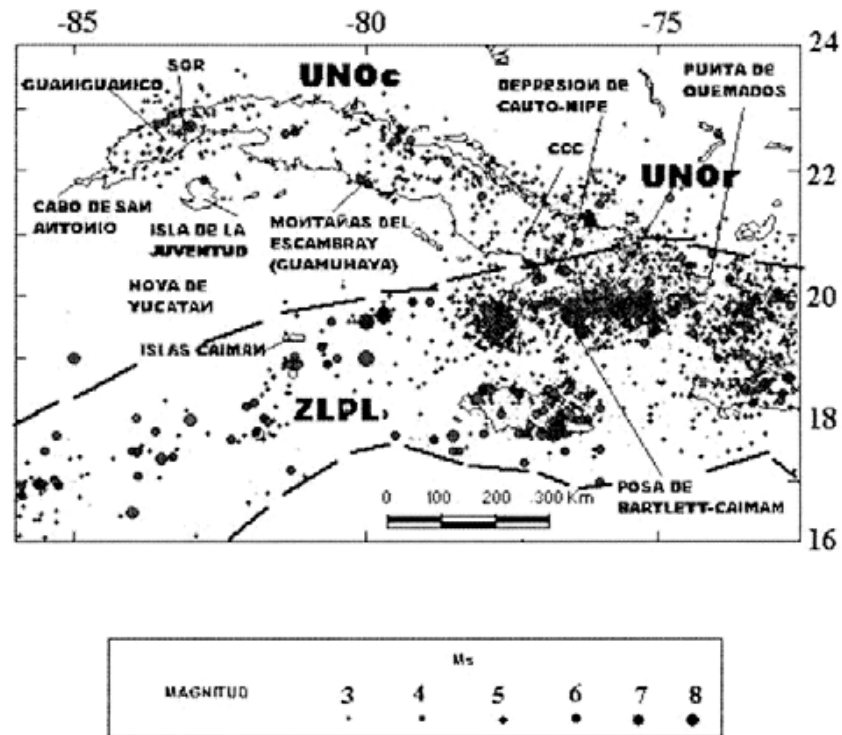 -85 -80 -75
24
SGR
GUANIGUANICO
UNOc
DEPRESION DE
CAUTO-NIPE
PUNTA DE
QUEMADOS
CCC
22
UNOr
CABO DE SAN
ANTONIO
ISLA DE LA
JUVENTUD
MONTAÑAS DEL
ESCAMBRAY
(GUAMUHAYA)
HOYA DE
YUCATAN
20
ISLAS CAIMAN
ZLPL
18
POSA DE
BARTLETT-CAIMAM
0 100 200 300 Km
16
Ms
MAGNITUD 3 4 5 6 7 8